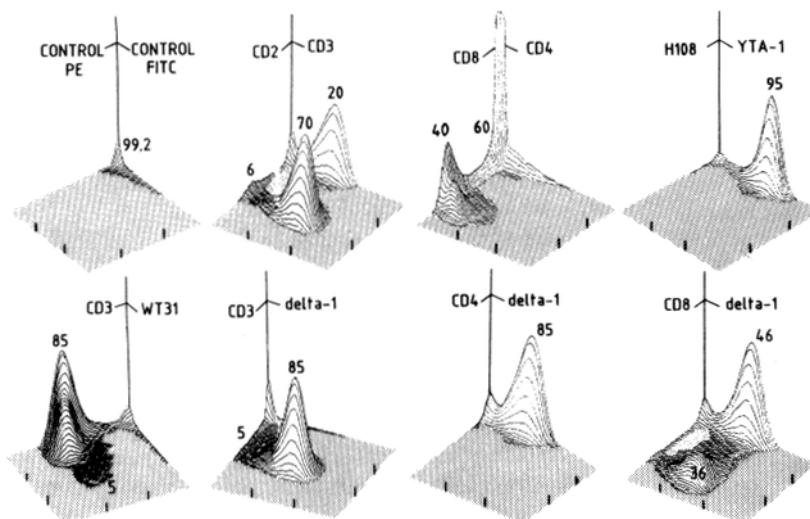 CONTROL PE
CONTROL FITC
99.2
CD2
CD3
6
70
20
CD8
CD4
40
60
H108
YTA-1
95
CD3
WT31
85
5
CD3
delta-1
5
85
CD4
delta-1
85
CD8
delta-1
46
36